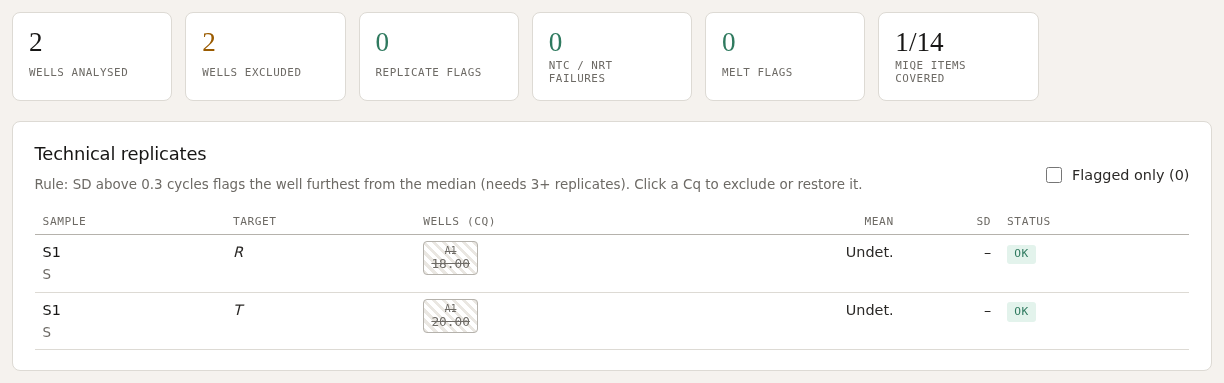 2
WELLS ANALYSED
2
WELLS EXCLUDED
0
REPLICATE FLAGS
0
NTC / NRT
FAILURES
0
MELT FLAGS
1/14
MIQE ITEMS
COVERED
Technical replicates
Rule: SD above 0.3 cycles flags the well furthest from the median (needs 3+ replicates). Click a Cq to exclude or restore it.
Flagged only (0)
SAMPLE TARGET WELLS (CQ) MEAN SD STATUS
S1 R A1 Undet. – OK
18.00
S
S1 T A1 Undet. – OK
20.00
S